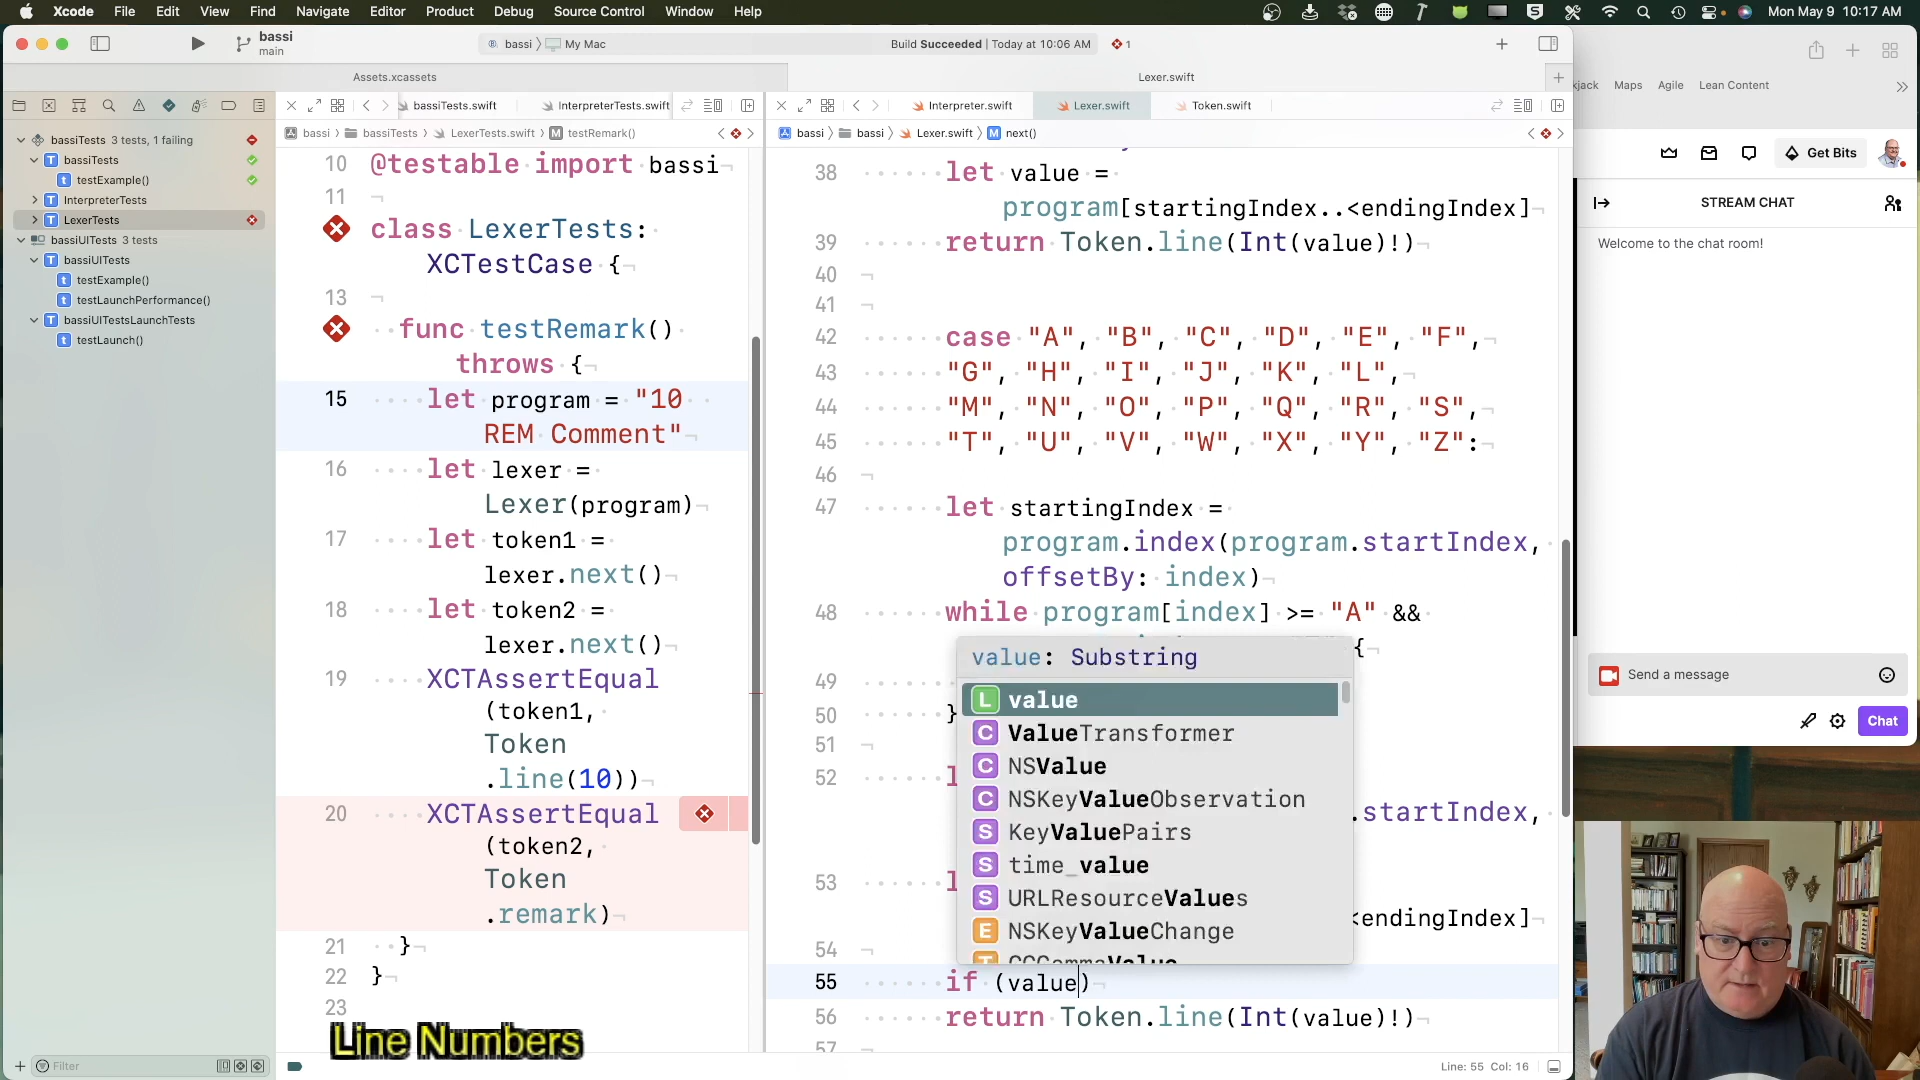 Xcode File Edit View Find Navigate Editor Product Debug Source Control Window Help
Mon May 9 10:17 AM
bassi
main
bassi
My Mac
Build Succeeded | Today at 10:06 AM
1
Assets.xcassets
Lexer.swift
bassiTests.swift
InterpreterTests.swift
Interpreter.swift
Lexer.swift
Token.swift
bassi
bassiTests
LexerTests.swift
testRemark()
bassi
bassi
Lexer.swift
next()
bassiTests 3 tests, 1 failing
bassiTests
testExample()
InterpreterTests
LexerTests
bassiUITests 3 tests
bassiUITests
testExample()
testLaunchPerformance()
bassiUITestsLaunchTests
testLaunch()
Filter
10 @testable import bassi
11
class LexerTests:
XCTestCase {
13
func testRemark()
throws {
15 let program = "10
REM Comment"
16 let lexer =
Lexer(program)
17 let token1 =
lexer.next()
18 let token2 =
lexer.next()
19 XCTAssertEqual
(token1,
Token
.line(10))
20 XCTAssertEqual
(token2,
Token
.remark)
21 }
22 }
23
Line Numbers
38 let value =
program[startingIndex..<endingIndex]
39 return Token.line(Int(value)!)
40
41
42 case "A", "B", "C", "D", "E", "F",
43 "G", "H", "I", "J", "K", "L",
44 "M", "N", "O", "P", "Q", "R", "S",
45 "T", "U", "V", "W", "X", "Y", "Z":
46
47 let startingIndex =
program.index(program.startIndex,
offsetBy: index)
48 while program[index] >= "A" &&
{
49
50 }
51
52
.startIndex,
53
<endingIndex]
54
55 if (value)
56 return Token.line(Int(value)!)
57
value: Substring
L value
C ValueTransformer
C NSValue
C NSKeyValueObservation
S KeyValuePairs
S time_value
S URLResourceValues
E NSKeyValueChange
Line: 55 Col: 16
Maps Agile Lean Content
Get Bits
STREAM CHAT
Welcome to the chat room!
Send a message
Chat